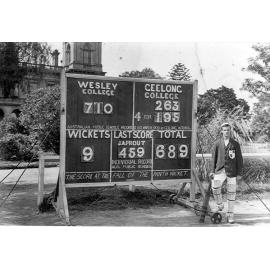 WESLEY COLLEGE
710
GEELONG COLLEGE
263
4 FOR 195
WICKETS
9
LAST SCORE
J.A. PROUT
459
INDIVIDUAL RECORD
TOTAL
689
THE SCORE AT THE FALL OF THE NINTH WICKET.